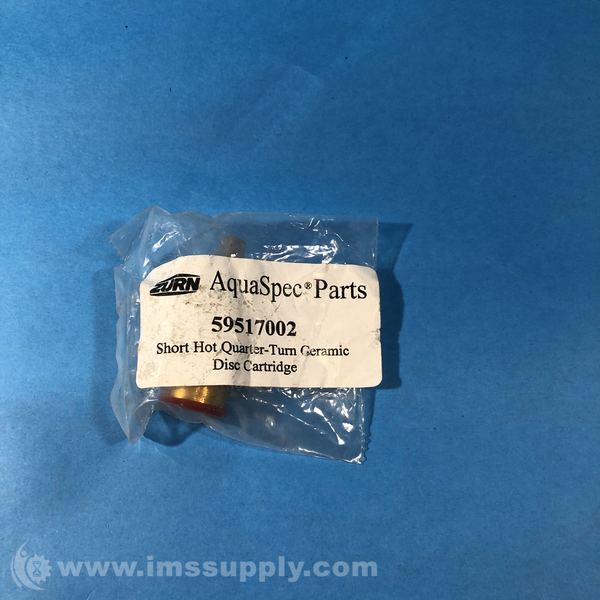 ZURN AquaSpec® Parts
59517002
Short Hot Quarter-Turn Ceramic
Disc Cartridge
www.imssupply.com